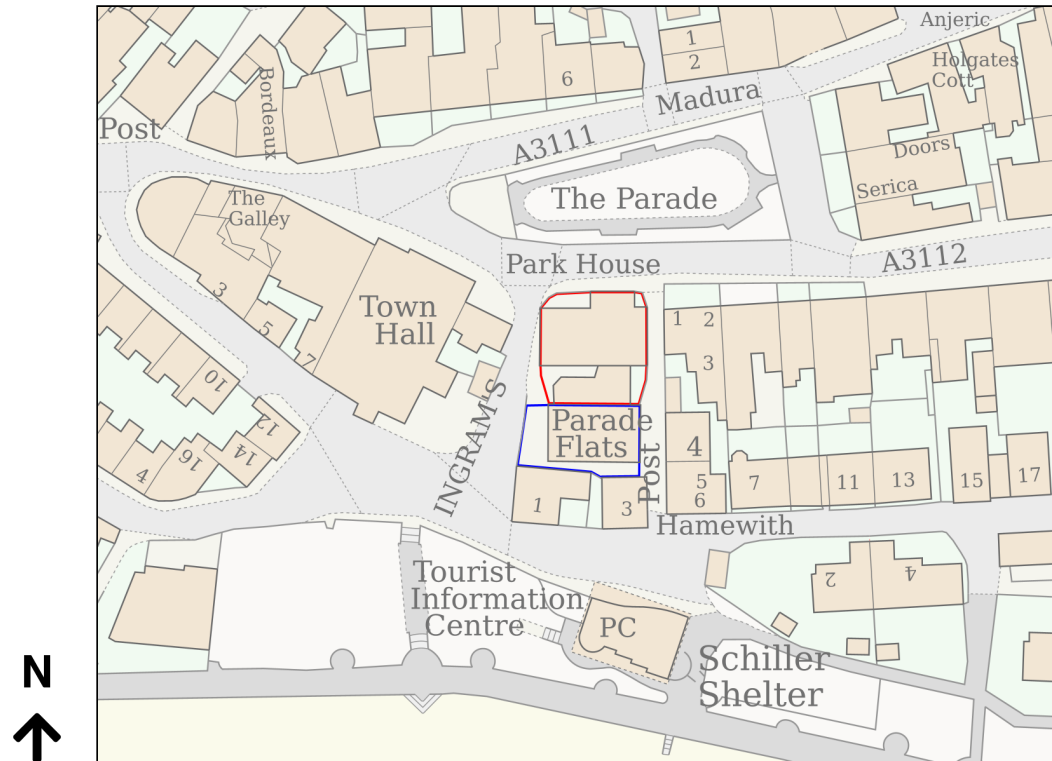 Anjeric
1
2
Holgates
Cott
6
Bordeaux
Madura
Post
A3111
Doors
Serica
The
Galley
The Parade
Park House
A3112
3
Town
Hall
1
2
5
3
7
10
INGRAM'S
Parade
Flats
12
4
16
14
Post
4
5
6
7
11
13
15
17
1
3
Hamewith
2
4
Tourist
Information
Centre
PC
Schiller
Shelter
N